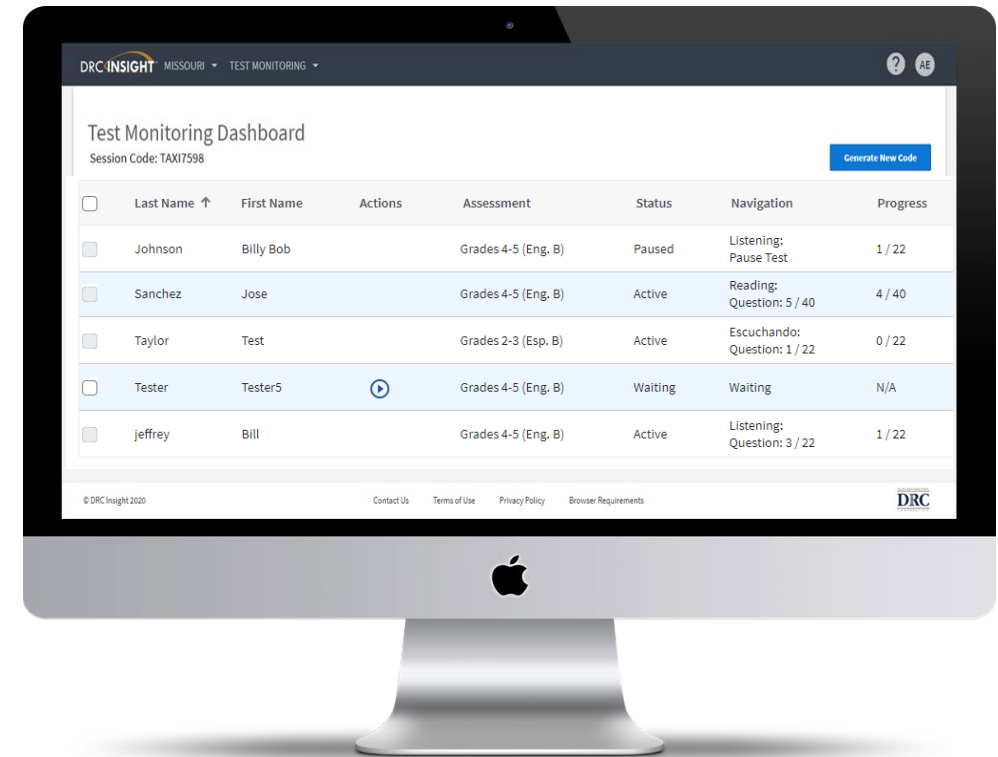 DRC INSIGHT MISSOURI TEST MONITORING
? AE
Test Monitoring Dashboard
Session Code: TAXI7598
Generate New Code
Last Name ↑ First Name Actions Assessment Status Navigation Progress
Johnson Billy Bob Grades 4-5 (Eng. B) Paused Listening: 1 / 22
Pause Test
Sanchez Jose Grades 4-5 (Eng. B) Active Reading: 4 / 40
Question: 5 / 40
Taylor Test Grades 2-3 (Esp. B) Active Escuchando: 0 / 22
Question: 1 / 22
Tester Tester5 Grades 4-5 (Eng. B) Waiting Waiting N/A
jeffrey Bill Grades 4-5 (Eng. B) Active Listening: 1 / 22
Question: 3 / 22
© DRC Insight 2020 Contact Us Terms of Use Privacy Policy Browser Requirements DRC